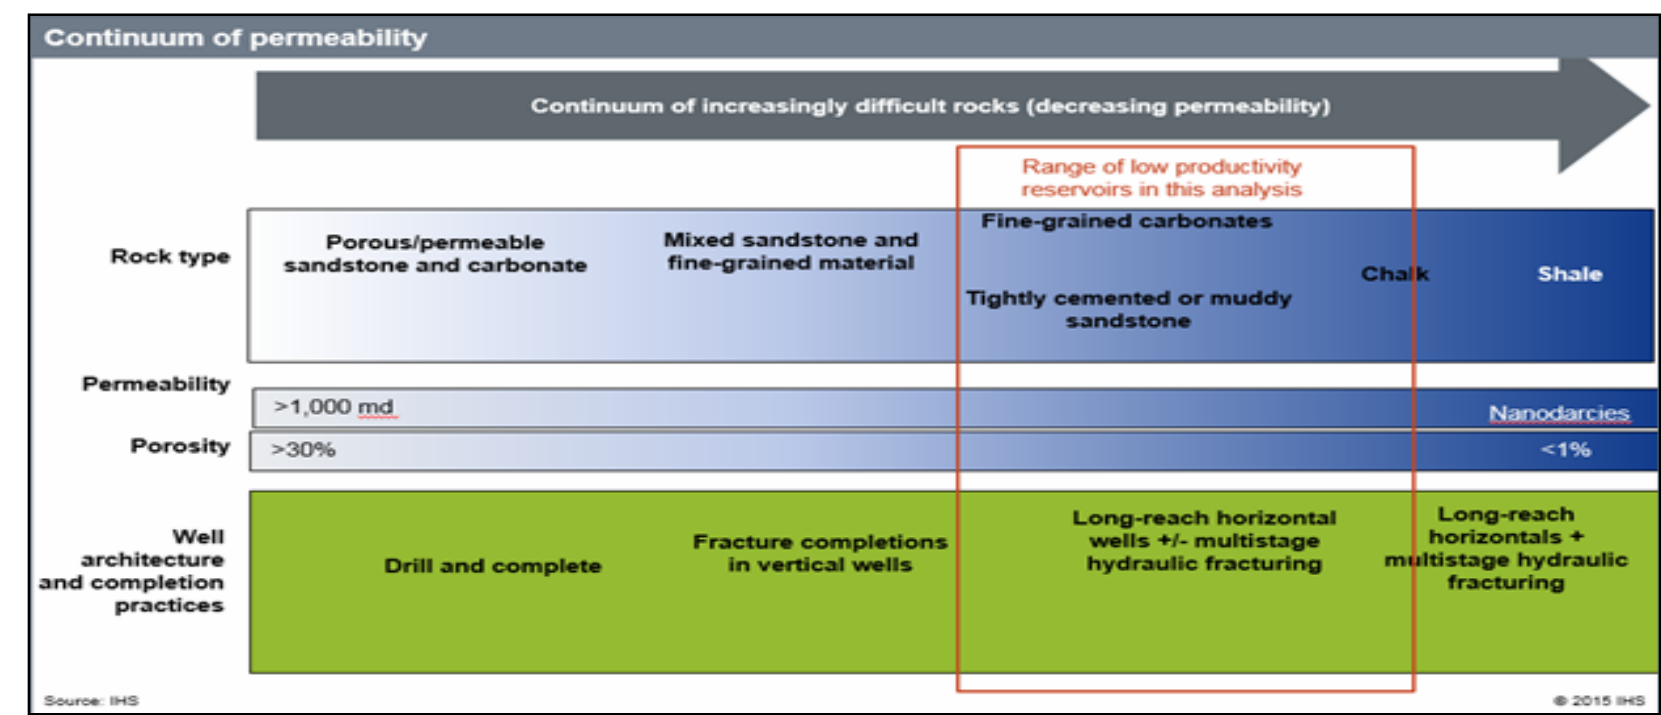 Continuum of permeability
Continuum of increasingly difficult rocks (decreasing permeability)
Range of low productivity
reservoirs in this analysis
Rock type
Porous/permeable
sandstone and carbonate
Mixed sandstone and
fine-grained material
Fine-grained carbonates
Tightly cemented or muddy
sandstone
Chalk
Shale
Permeability
>1,000 md
Nanodarcies
Porosity
>30%
<1%
Well
architecture
and completion
practices
Drill and complete
Fracture completions
in vertical wells
Long-reach horizontal
wells +/- multistage
hydraulic fracturing
Long-reach
horizontals +
multistage hydraulic
fracturing
Source: IHS
© 2015 IHS